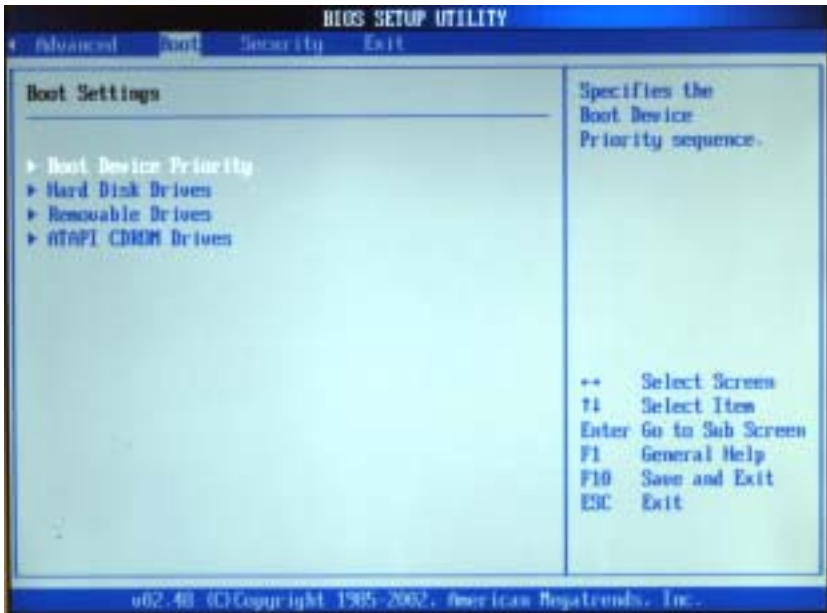 BIOS SETUP UTILITY
Advanced Boot Security Exit
Boot Settings
▶ Boot Device Priority
▶ Hard Disk Drives
▶ Removable Drives
▶ ATAPI CDROM Drives
Specifies the
Boot Device
Priority sequence.
↔ Select Screen
↑↓ Select Item
Enter Go to Sub Screen
F1 General Help
F10 Save and Exit
ESC Exit
v02.48 (C)Copyright 1985-2002, American Megatrends, Inc.